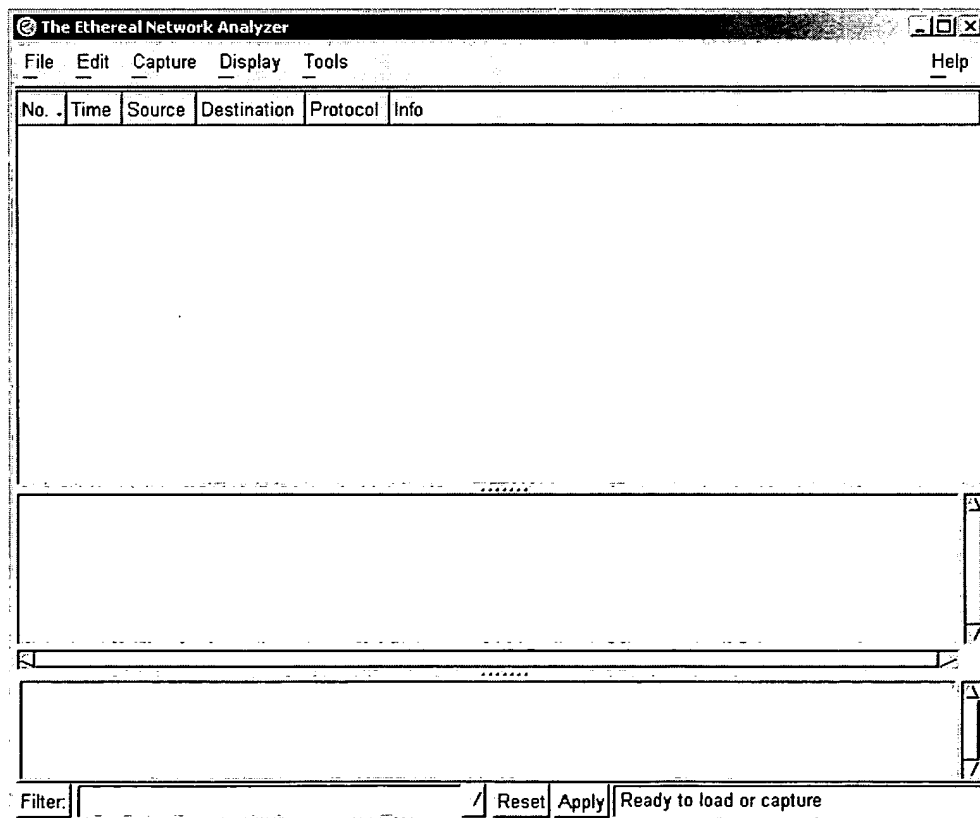 The Ethereal Network Analyzer
File Edit Capture Display Tools Help
No. Time Source Destination Protocol Info
Filter: Reset Apply Ready to load or capture